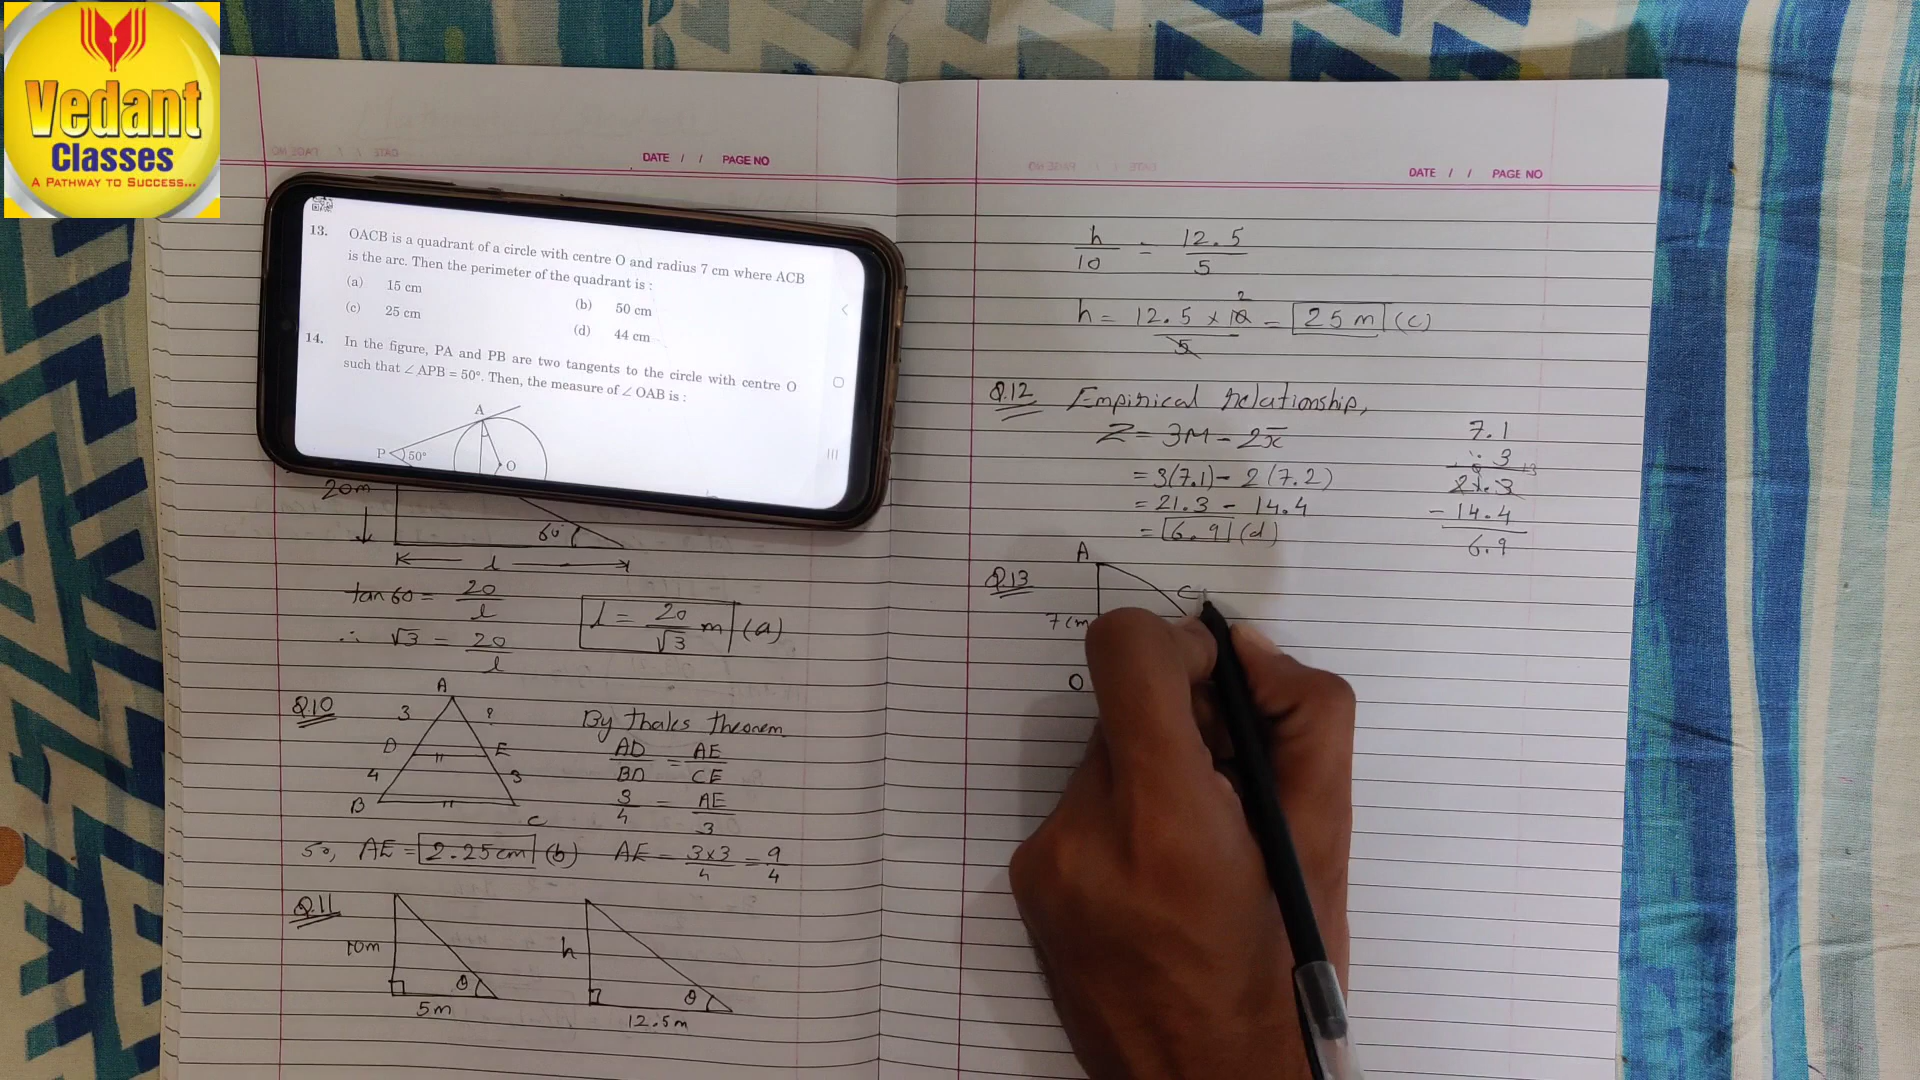 Vedant
Classes
A PATHWAY TO SUCCESS...
DATE / / PAGE NO
DATE / / PAGE NO
13. OACB is a quadrant of a circle with centre O and radius 7 cm where ACB
is the arc. Then the perimeter of the quadrant is :
(a) 15 cm
(b) 50 cm
(c) 25 cm
(d) 44 cm
14. In the figure, PA and PB are two tangents to the circle with centre O
such that ∠ APB = 50°. Then, the measure of ∠ OAB is :
A
P 50° O
20m
60°
l
tan 60 = 20/l
∴ √3 = 20/l
l = 20/√3 m (a)
Q.10
A
3 ?
D E
4 3
B C
By thales theorem
AD/BD = AE/CE
3/4 = AE/3
AE = 3×3/4 = 9/4
So, AE = 2.25cm (b)
Q.11
10m θ 5m
h θ 12.5m
h/10 = 12.5/5
h = 12.5 × 10/5 = 25 m (c)
2
Q.12 Empirical relationship,
Z = 3M - 2x̄
= 3(7.1) - 2(7.2)
= 21.3 - 14.4
= 6.9 (d)
7.1
3
21.3
- 14.4
6.9
Q.13
A
C
7cm
O